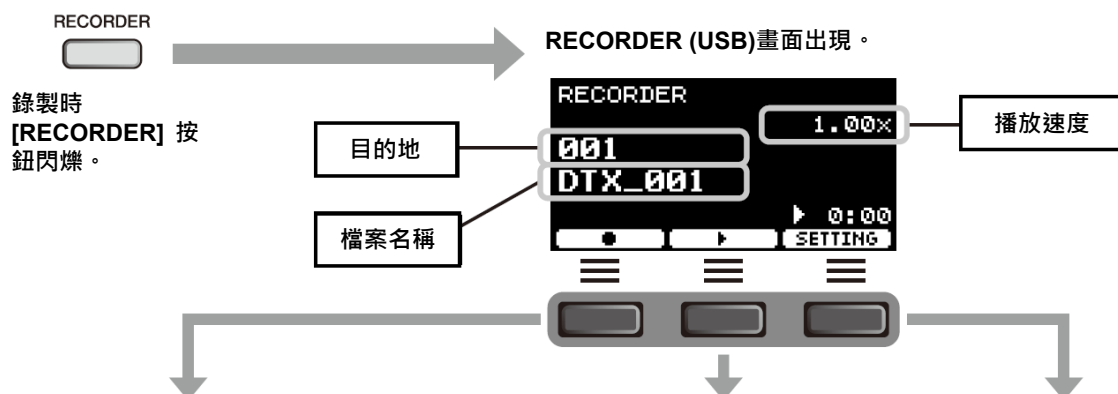 RECORDER
RECORDER (USB)畫面出現。
錄製時
[RECORDER] 按
鈕閃爍。
RECORDER
1.00×
播放速度
目的地
001
DTX_001
檔案名稱
0:00
SETTING